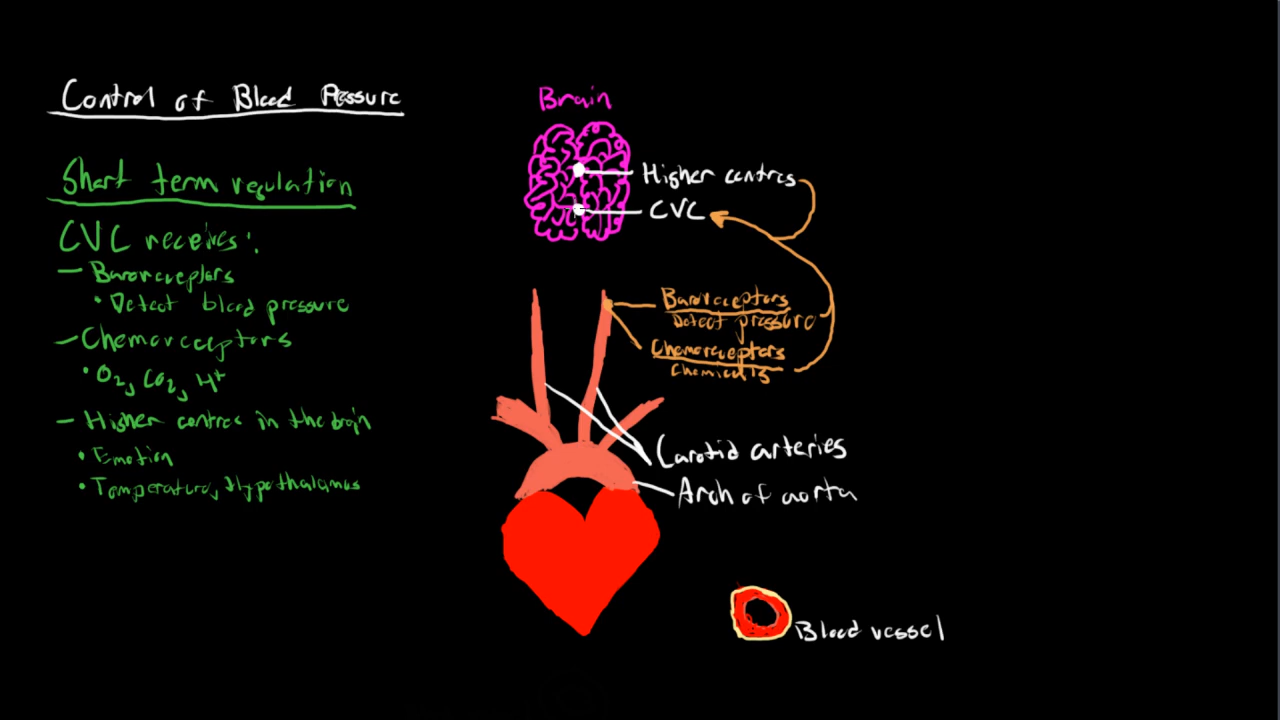 Control of Blood Pressure
Short term regulation
CVC receives:
- Baroreceptors
• Detect blood pressure
- Chemoreceptors
• O2, CO2, H+
- Higher centres in the brain
• Emotion
• Temperature, Hypothalamus
Brain
Higher centres
CVC
Baroreceptors
Detect pressure
Chemoreceptors
Chemicals
Carotid arteries
Arch of aorta
Blood vessel